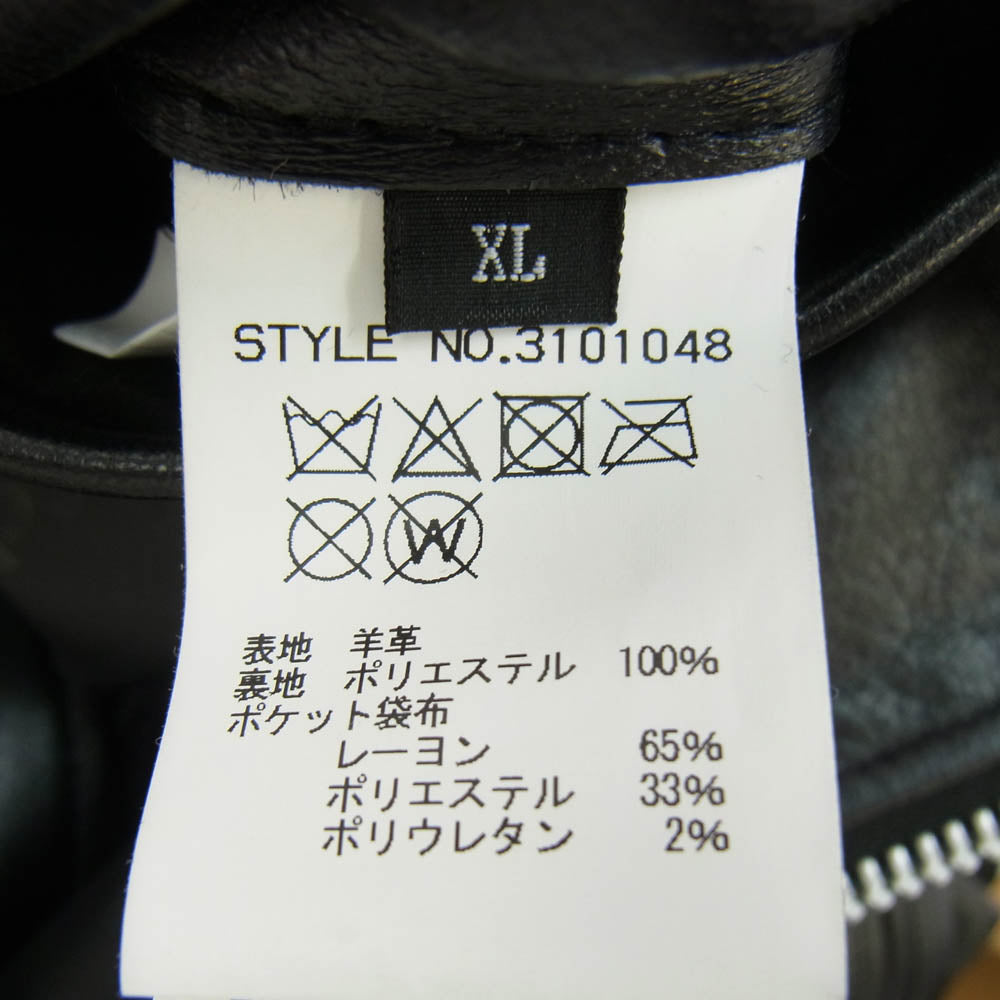 XL
STYLE NO.3101048
W
表地 羊革
裏地 ポリエステル 100%
ポケット袋布
レーヨン 65%
ポリエステル 33%
ポリウレタン 2%